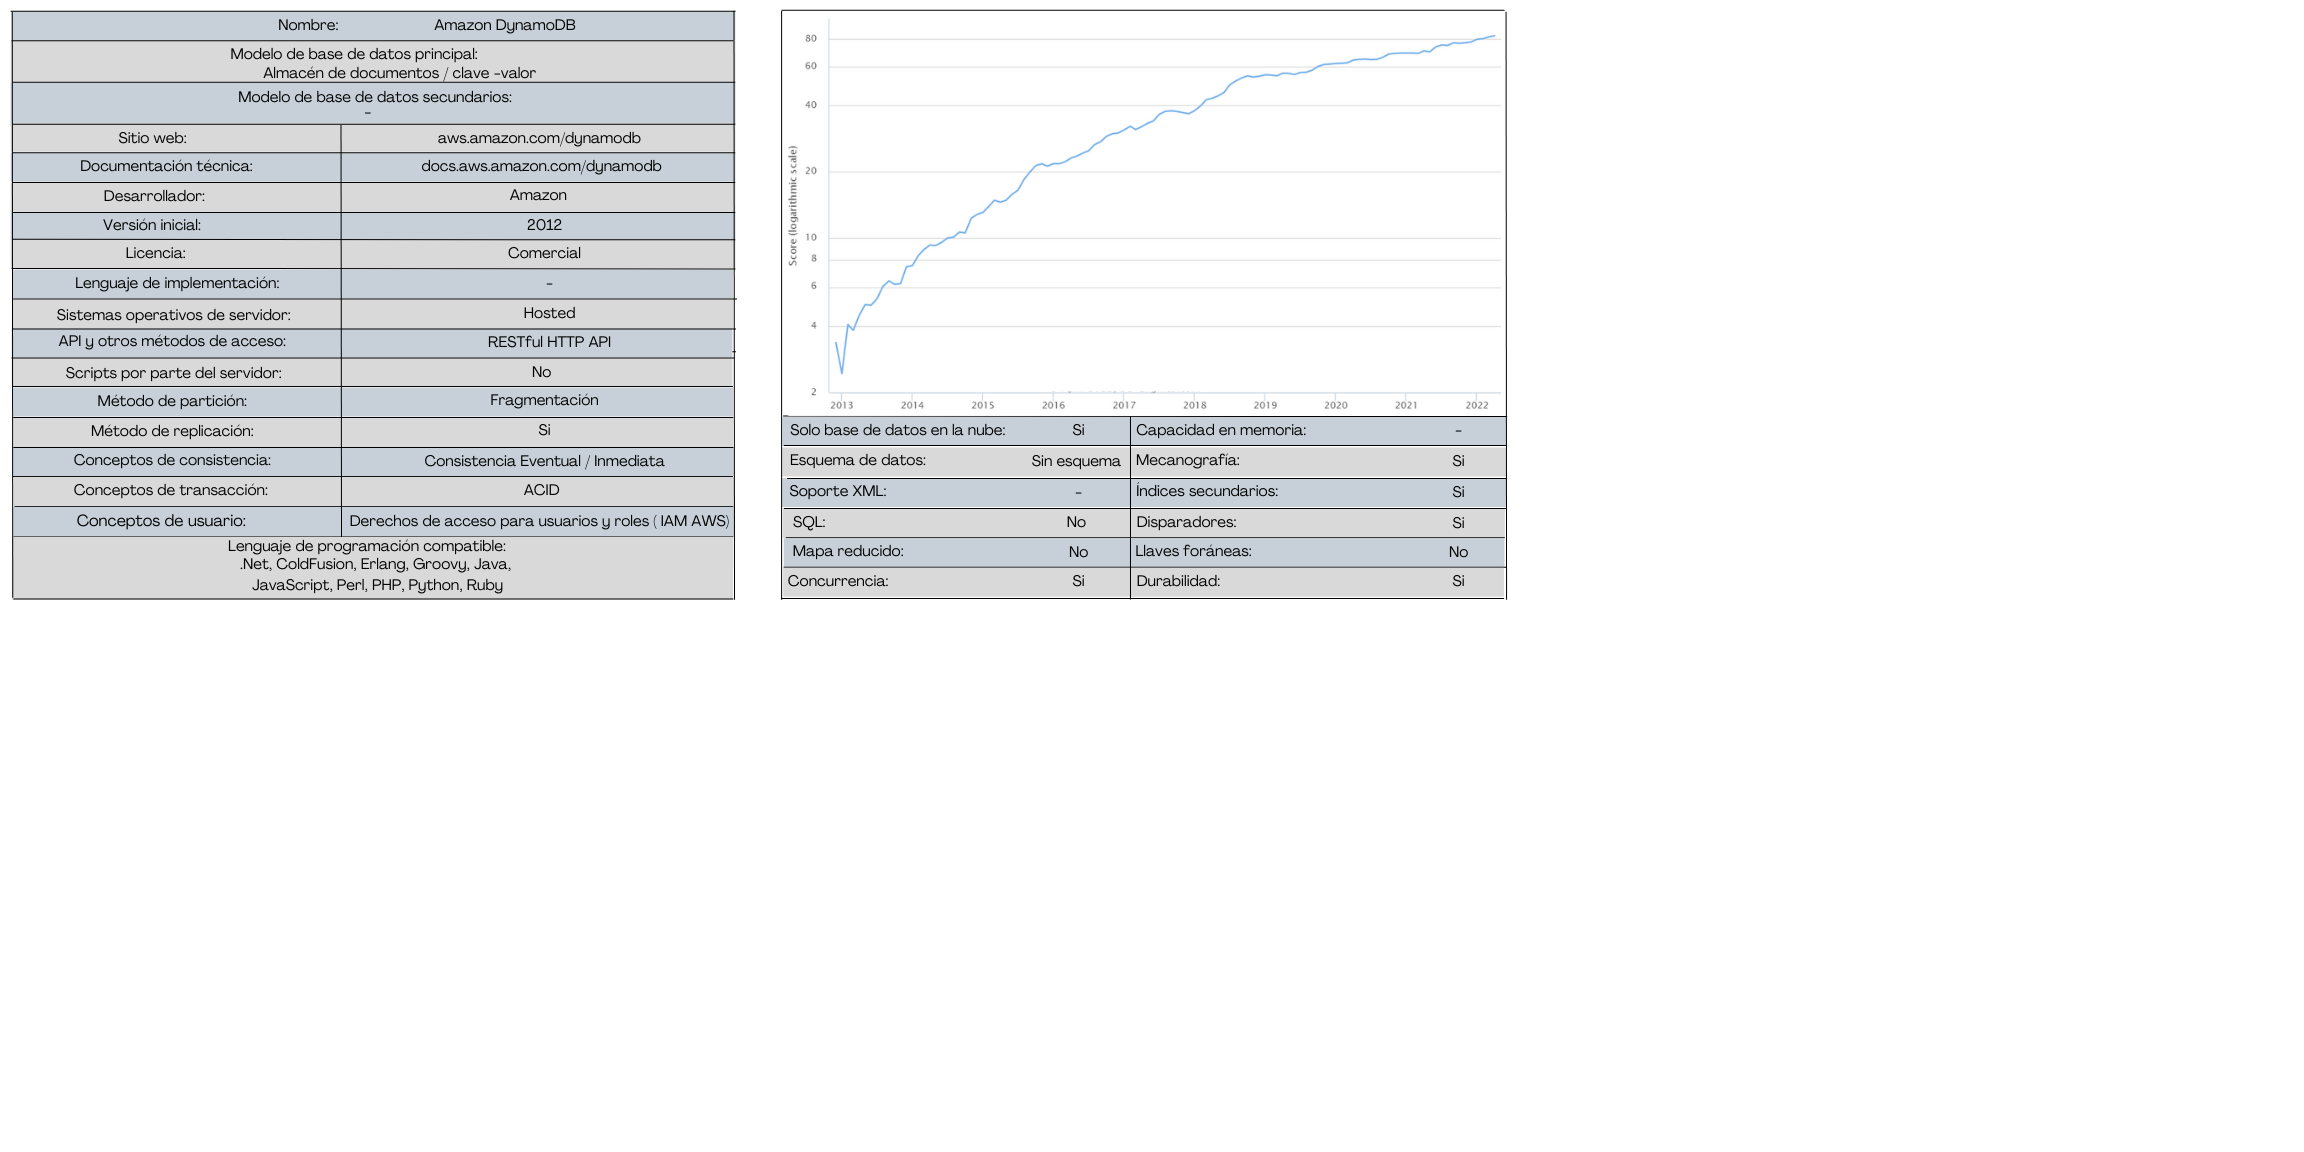 Nombre: Amazon DynamoDB
Modelo de base de datos principal:
Almacén de documentos / clave -valor
Modelo de base de datos secundarios:
-
Sitio web: aws.amazon.com/dynamodb
Documentación técnica: docs.aws.amazon.com/dynamodb
Desarrollador: Amazon
Versión inicial: 2012
Licencia: Comercial
Lenguaje de implementación: -
Sistemas operativos de servidor: Hosted
API y otros métodos de acceso: RESTful HTTP API
Scripts por parte del servidor: No
Método de partición: Fragmentación
Método de replicación: Si
Conceptos de consistencia: Consistencia Eventual / Inmediata
Conceptos de transacción: ACID
Conceptos de usuario: Derechos de acceso para usuarios y roles ( IAM AWS)
Lenguaje de programación compatible:
.Net, ColdFusion, Erlang, Groovy, Java,
JavaScript, Perl, PHP, Python, Ruby
Score (logarithmic scale)
80
60
40
20
10
8
6
4
2
2013 2014 2015 2016 2017 2018 2019 2020 2021 2022
Solo base de datos en la nube: Si Capacidad en memoria: -
Esquema de datos: Sin esquema Mecanografía: Si
Soporte XML: - Índices secundarios: Si
SQL: No Disparadores: Si
Mapa reducido: No Llaves foráneas: No
Concurrencia: Si Durabilidad: Si